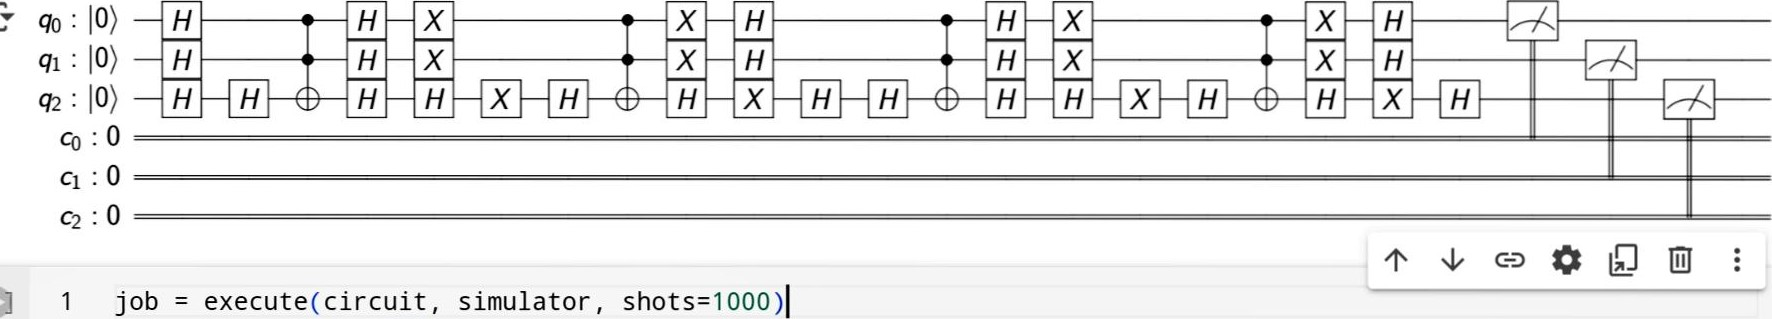 q0 : |0⟩ H H X X H H X X H
q1 : |0⟩ H H X X H H X X H
q2 : |0⟩ H H H H X H H X H H H H X H H X H
c0 : 0
c1 : 0
c2 : 0
1 job = execute(circuit, simulator, shots=1000)